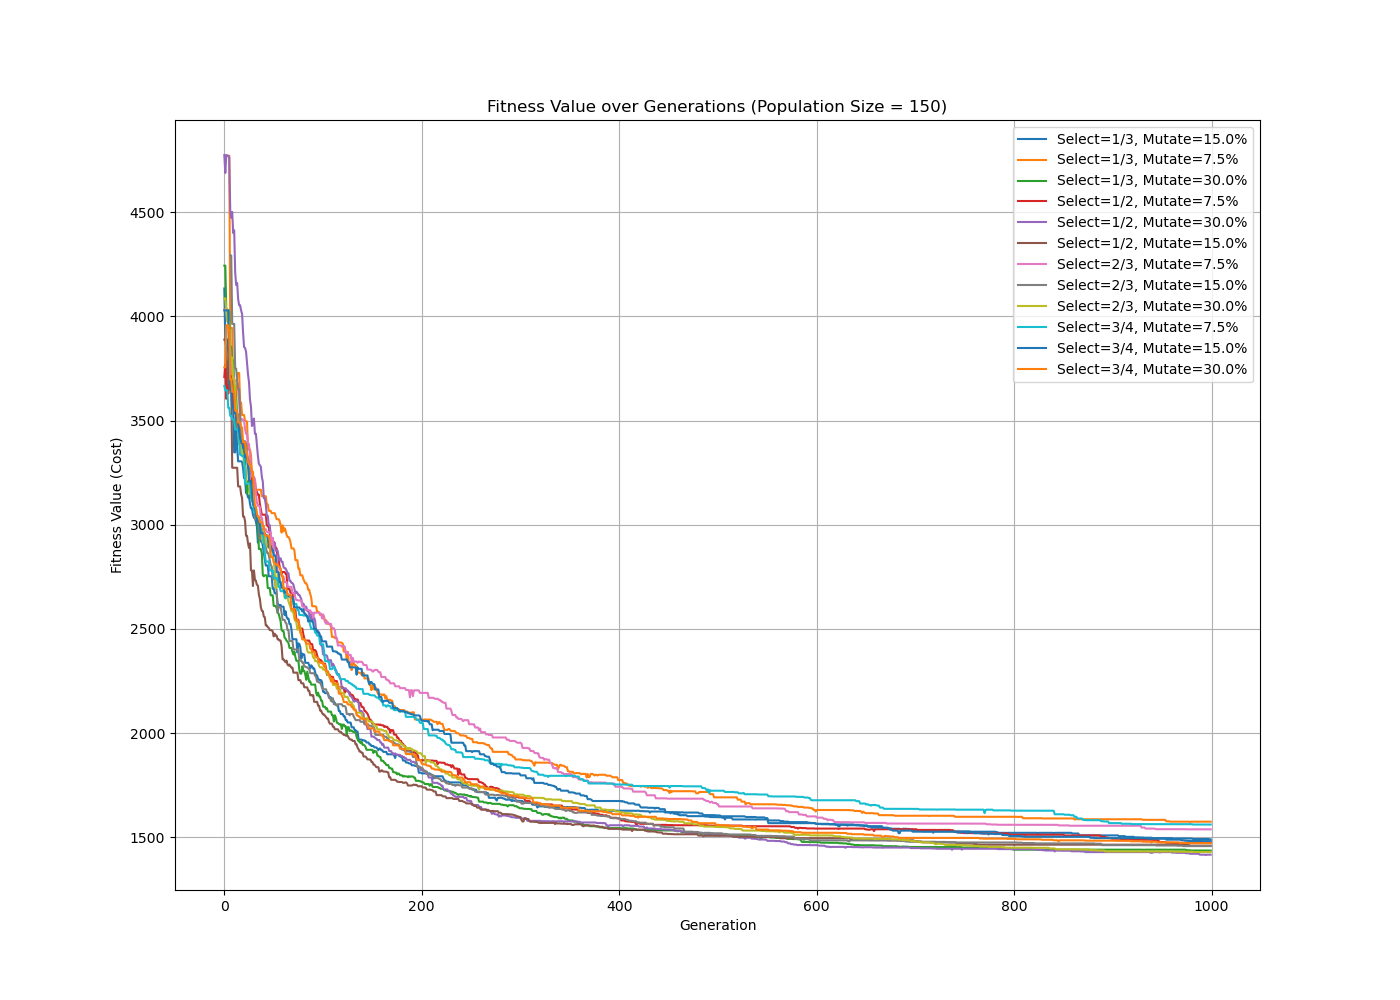 Fitness Value over Generations (Population Size = 150)
Select=1/3, Mutate=15.0%
Select=1/3, Mutate=7.5%
Select=1/3, Mutate=30.0%
Select=1/2, Mutate=7.5%
Select=1/2, Mutate=30.0%
Select=1/2, Mutate=15.0%
Select=2/3, Mutate=7.5%
Select=2/3, Mutate=15.0%
Select=2/3, Mutate=30.0%
Select=3/4, Mutate=7.5%
Select=3/4, Mutate=15.0%
Select=3/4, Mutate=30.0%
Fitness Value (Cost)
4500
4000
3500
3000
2500
2000
1500
0 200 400 600 800 1000
Generation